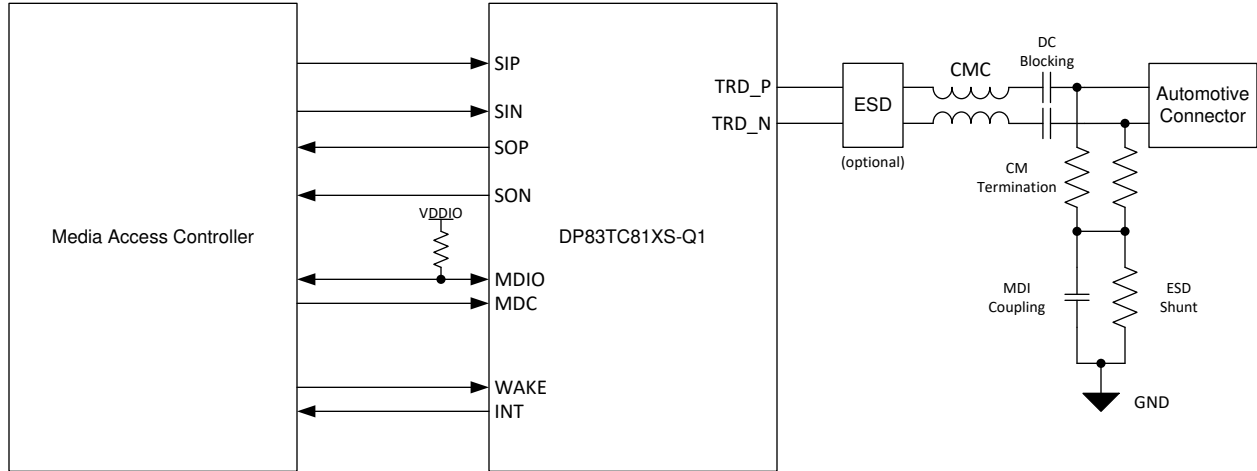 Media Access Controller
SIP
SIN
SOP
SON
VDDIO
MDIO
MDC
WAKE
INT
DP83TC81XS-Q1
TRD_P
TRD_N
ESD
(optional)
CMC
DC
Blocking
Automotive
Connector
CM
Termination
MDI
Coupling
ESD
Shunt
GND